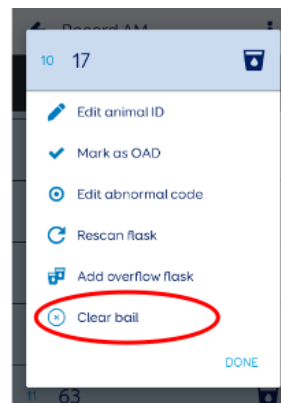 Record AM
10 17
Edit animal ID
Mark as OAD
Edit abnormal code
Rescan flask
Add overflow flask
Clear bail
DONE
11 63